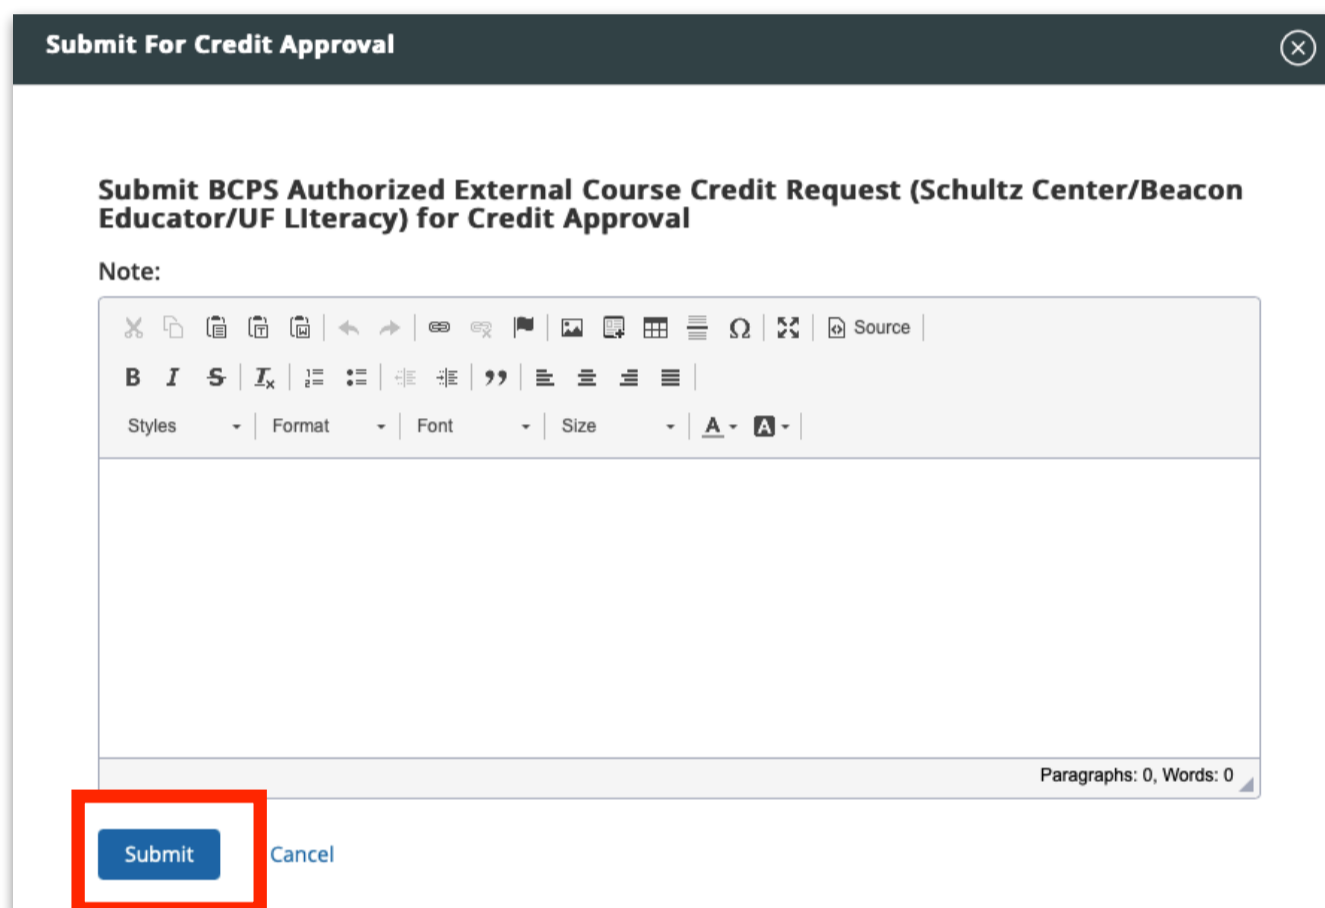 Submit For Credit Approval
Submit BCPS Authorized External Course Credit Request (Schultz Center/Beacon
Educator/UF LIteracy) for Credit Approval
Note:
Source
Styles Format Font Size
Paragraphs: 0, Words: 0
Submit Cancel